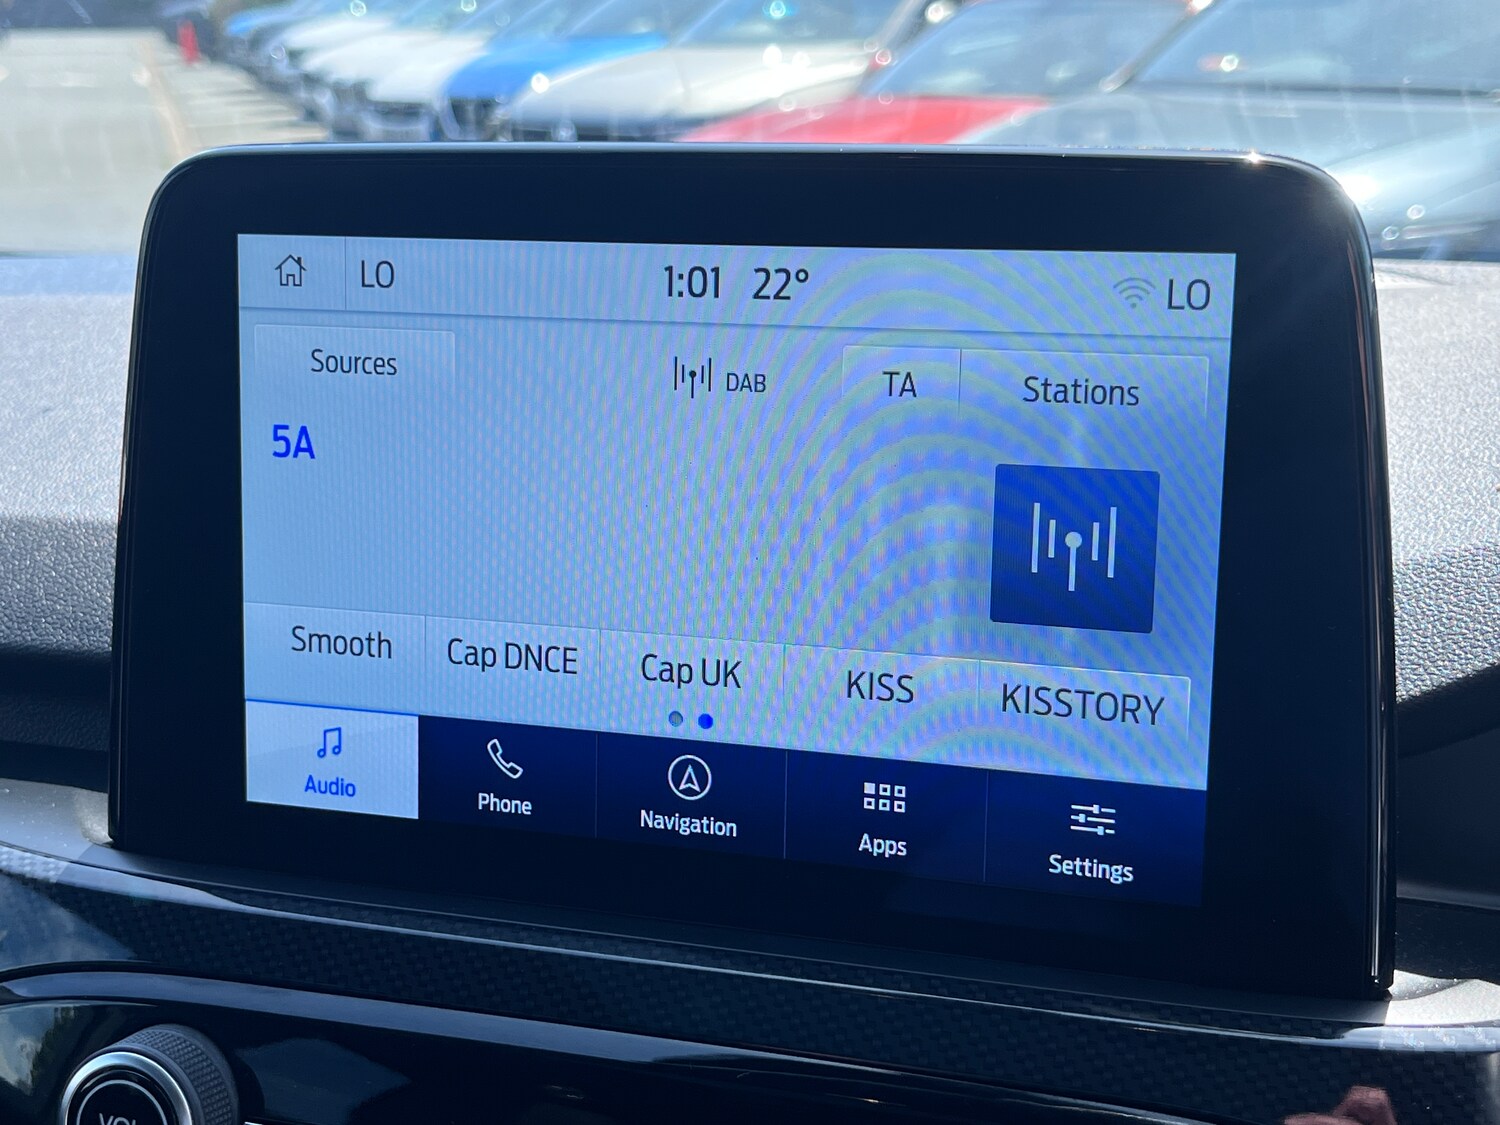 LO 1:01 22° LO
Sources DAB TA Stations
5A
Smooth Cap DNCE Cap UK KISS KISSTORY
Audio Phone Navigation Apps Settings
VOL